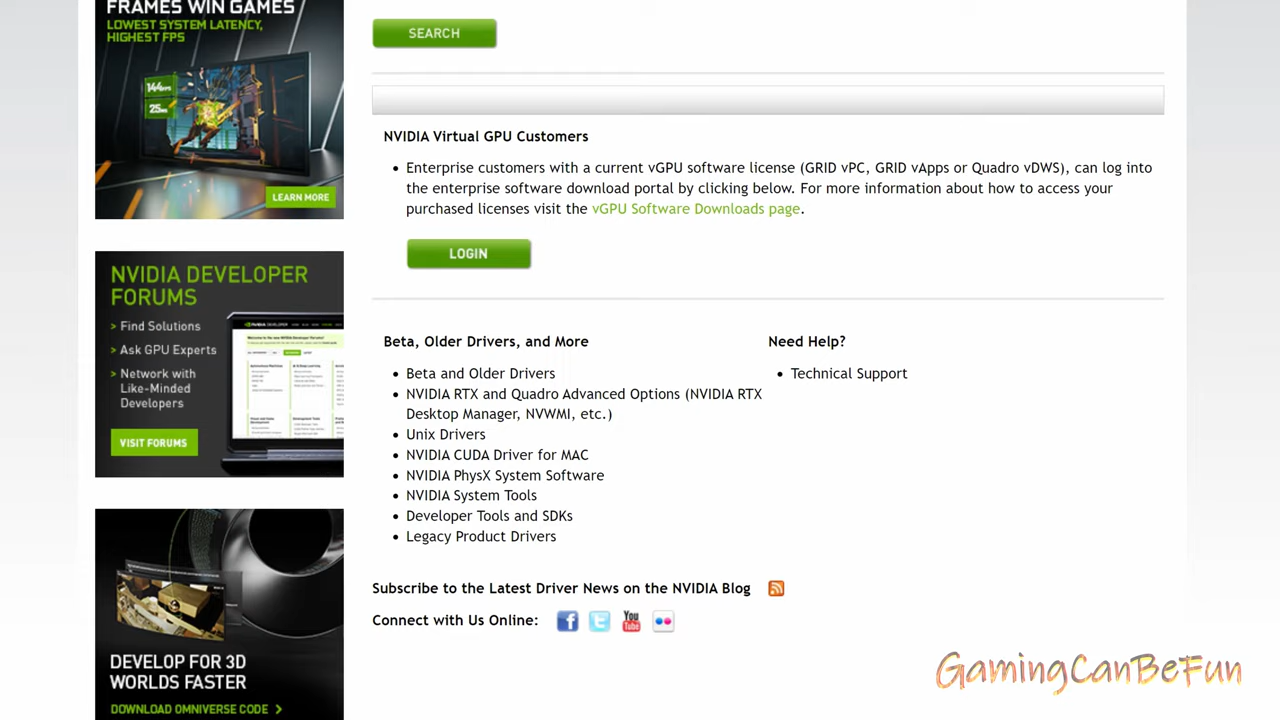 FRAMES WIN GAMES
LOWEST SYSTEM LATENCY,
HIGHEST FPS
LEARN MORE
NVIDIA DEVELOPER
FORUMS
> Find Solutions
> Ask GPU Experts
> Network with
Like-Minded
Developers
VISIT FORUMS
DEVELOP FOR 3D
WORLDS FASTER
DOWNLOAD OMNIVERSE CODE >
SEARCH
NVIDIA Virtual GPU Customers
• Enterprise customers with a current vGPU software license (GRID vPC, GRID vApps or Quadro vDWS), can log into
the enterprise software download portal by clicking below. For more information about how to access your
purchased licenses visit the vGPU Software Downloads page.
LOGIN
Beta, Older Drivers, and More
• Beta and Older Drivers
• NVIDIA RTX and Quadro Advanced Options (NVIDIA RTX
Desktop Manager, NVWMI, etc.)
• Unix Drivers
• NVIDIA CUDA Driver for MAC
• NVIDIA PhysX System Software
• NVIDIA System Tools
• Developer Tools and SDKs
• Legacy Product Drivers
Need Help?
• Technical Support
Subscribe to the Latest Driver News on the NVIDIA Blog
Connect with Us Online:
You
Tube
GamingCanBeFun